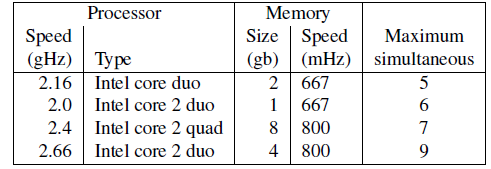 Processor Memory
Speed Size Speed Maximum
(gHz) Type (gb) (mHz) simultaneous
2.16 Intel core duo 2 667 5
2.0 Intel core 2 duo 1 667 6
2.4 Intel core 2 quad 8 800 7
2.66 Intel core 2 duo 4 800 9